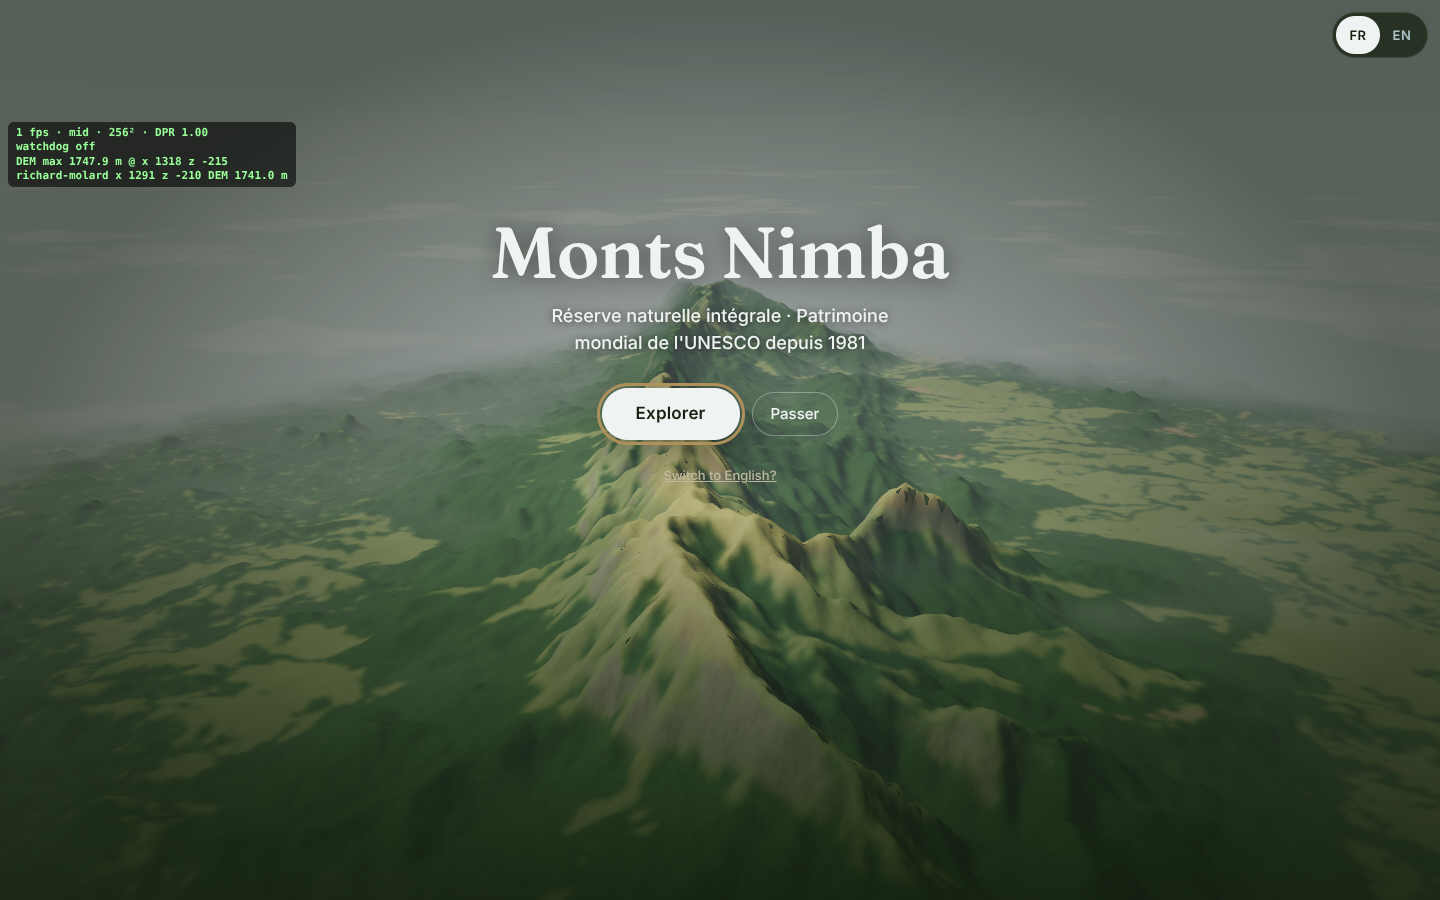 FR EN
1 fps · mid · 256² · DPR 1.00
watchdog off
DEM max 1747.9 m @ x 1318 z -215
richard-molard x 1291 z -210 DEM 1741.0 m
Monts Nimba
Réserve naturelle intégrale · Patrimoine
mondial de l'UNESCO depuis 1981
Explorer Passer
Switch to English?